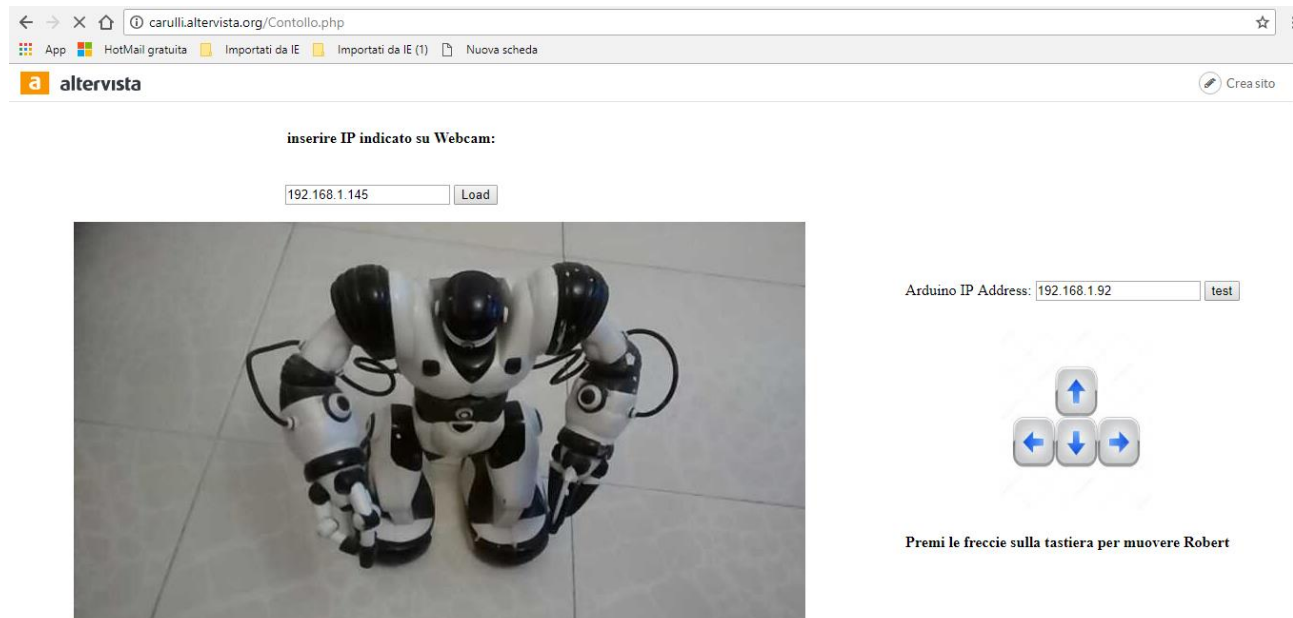 carulli.altervista.org/Contollo.php
App HotMail gratuita Importati da IE Importati da IE (1) Nuova scheda
a altervista Crea sito
inserire IP indicato su Webcam:
192.168.1.145 Load
Arduino IP Address: 192.168.1.92 test
Premi le freccie sulla tastiera per muovere Robert